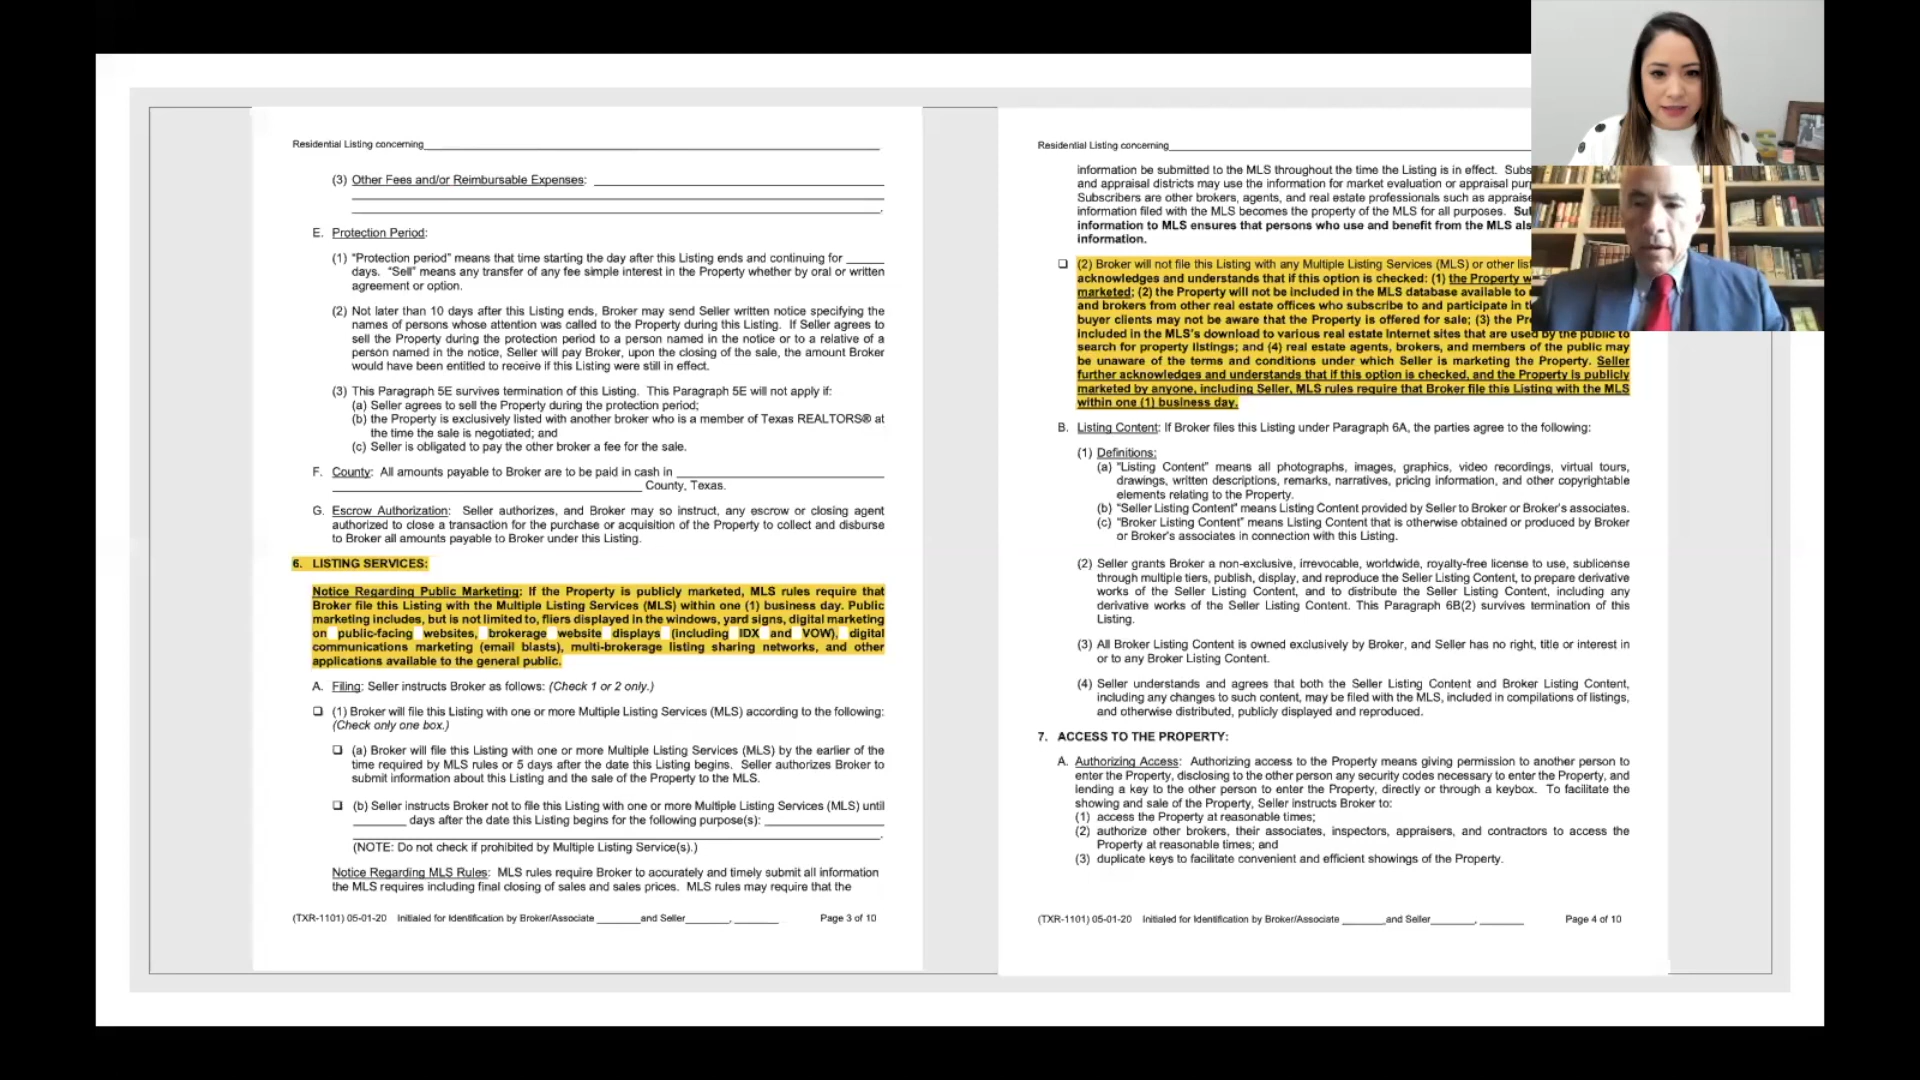 Residential Listing concerning
(3) Other Fees and/or Reimbursable Expenses:
E. Protection Period:
(1) “Protection period” means that time starting the day after this Listing ends and continuing for ______
days. “Sell” means any transfer of any fee simple interest in the Property whether by oral or written
agreement or option.
(2) Not later than 10 days after this Listing ends, Broker may send Seller written notice specifying the
names of persons whose attention was called to the Property during this Listing. If Seller agrees to
sell the Property during the protection period to a person named in the notice or to a relative of a
person named in the notice, Seller will pay Broker, upon the closing of the sale, the amount Broker
would have been entitled to receive if this Listing were still in effect.
(3) This Paragraph 5E survives termination of this Listing. This Paragraph 5E will not apply if:
(a) Seller agrees to sell the Property during the protection period;
(b) the Property is exclusively listed with another broker who is a member of Texas REALTORS® at
the time the sale is negotiated; and
(c) Seller is obligated to pay the other broker a fee for the sale.
F. County: All amounts payable to Broker are to be paid in cash in
County, Texas.
G. Escrow Authorization: Seller authorizes, and Broker may so instruct, any escrow or closing agent
authorized to close a transaction for the purchase or acquisition of the Property to collect and disburse
to Broker all amounts payable to Broker under this Listing.
6. LISTING SERVICES:
Notice Regarding Public Marketing: If the Property is publicly marketed, MLS rules require that
Broker file this Listing with the Multiple Listing Services (MLS) within one (1) business day. Public
marketing includes, but is not limited to, fliers displayed in the windows, yard signs, digital marketing
on public-facing websites, brokerage website displays (including IDX and VOW), digital
communications marketing (email blasts), multi-brokerage listing sharing networks, and other
applications available to the general public.
A. Filing: Seller instructs Broker as follows: (Check 1 or 2 only.)
❑ (1) Broker will file this Listing with one or more Multiple Listing Services (MLS) according to the following:
(Check only one box.)
❑ (a) Broker will file this Listing with one or more Multiple Listing Services (MLS) by the earlier of the
time required by MLS rules or 5 days after the date this Listing begins. Seller authorizes Broker to
submit information about this Listing and the sale of the Property to the MLS.
❑ (b) Seller instructs Broker not to file this Listing with one or more Multiple Listing Services (MLS) until
________ days after the date this Listing begins for the following purpose(s):
(NOTE: Do not check if prohibited by Multiple Listing Service(s).)
Notice Regarding MLS Rules: MLS rules require Broker to accurately and timely submit all information
the MLS requires including final closing of sales and sales prices. MLS rules may require that the
(TXR-1101) 05-01-20 Initialed for Identification by Broker/Associate ________and Seller________, ________ Page 3 of 10
Residential Listing concerning
information be submitted to the MLS throughout the time the Listing is in effect.
and appraisal districts may use the information for market evaluation or appraisal
Subscribers are other brokers, agents, and real estate professionals such as
information filed with the MLS becomes the property of the MLS for all purposes.
information to MLS ensures that persons who use and benefit from the MLS
information.
❑ (2) Broker will not file this Listing with any Multiple Listing Services (MLS) or other
acknowledges and understands that if this option is checked: (1) the Property
marketed; (2) the Property will not be included in the MLS database available to
and brokers from other real estate offices who subscribe to and participate in
buyer clients may not be aware that the Property is offered for sale; (3) the
included in the MLS’s download to various real estate Internet sites that are used by the public to
search for property listings; and (4) real estate agents, brokers, and members of the public may
be unaware of the terms and conditions under which Seller is marketing the Property. Seller
further acknowledges and understands that if this option is checked, and the Property is publicly
marketed by anyone, including Seller, MLS rules require that Broker file this Listing with the MLS
within one (1) business day.
B. Listing Content: If Broker files this Listing under Paragraph 6A, the parties agree to the following:
(1) Definitions:
(a) “Listing Content” means all photographs, images, graphics, video recordings, virtual tours,
drawings, written descriptions, remarks, narratives, pricing information, and other copyrightable
elements relating to the Property.
(b) “Seller Listing Content” means Listing Content provided by Seller to Broker or Broker’s associates.
(c) “Broker Listing Content” means Listing Content that is otherwise obtained or produced by Broker
or Broker’s associates in connection with this Listing.
(2) Seller grants Broker a non-exclusive, irrevocable, worldwide, royalty-free license to use, sublicense
through multiple tiers, publish, display, and reproduce the Seller Listing Content, to prepare derivative
works of the Seller Listing Content, and to distribute the Seller Listing Content, including any
derivative works of the Seller Listing Content. This Paragraph 6B(2) survives termination of this
Listing.
(3) All Broker Listing Content is owned exclusively by Broker, and Seller has no right, title or interest in
or to any Broker Listing Content.
(4) Seller understands and agrees that both the Seller Listing Content and Broker Listing Content,
including any changes to such content, may be filed with the MLS, included in compilations of listings,
and otherwise distributed, publicly displayed and reproduced.
7. ACCESS TO THE PROPERTY:
A. Authorizing Access: Authorizing access to the Property means giving permission to another person to
enter the Property, disclosing to the other person any security codes necessary to enter the Property, and
lending a key to the other person to enter the Property, directly or through a keybox. To facilitate the
showing and sale of the Property, Seller instructs Broker to:
(1) access the Property at reasonable times;
(2) authorize other brokers, their associates, inspectors, appraisers, and contractors to access the
Property at reasonable times; and
(3) duplicate keys to facilitate convenient and efficient showings of the Property.
(TXR-1101) 05-01-20 Initialed for Identification by Broker/Associate ________and Seller________, ________ Page 4 of 10